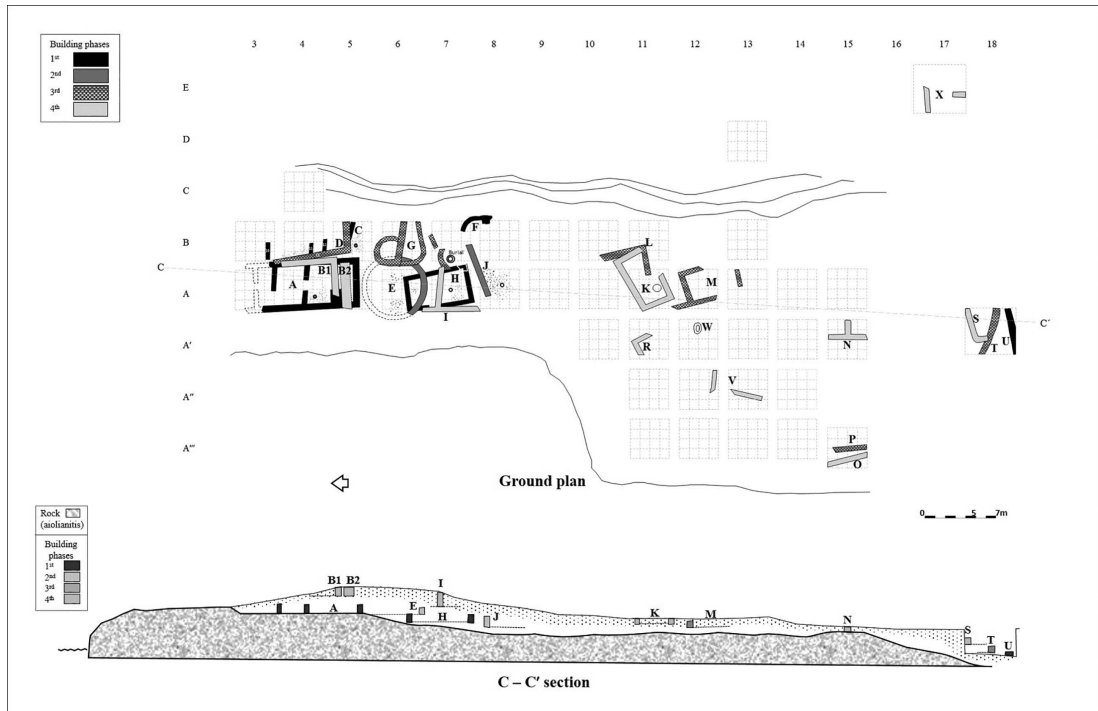 3 4 5 6 7 8 9 10 11 12 13 14 15 16 17 18
Building phases
1st
2nd
3rd
4th
E
X
D
C
B
C
D
G
F
L
Burial
B1 B2
J
C
A
A
E
H
K
M
I
C′
A′
R
W
N
S
T
U
A″
V
A‴
P
O
Ground plan
0 5 7m
Rock
(aiolianitis)
Building
phases
1st
2nd
3rd
4th
B1 B2
I
A
E
H
J
K
M
N
S
T
U
C – C′ section